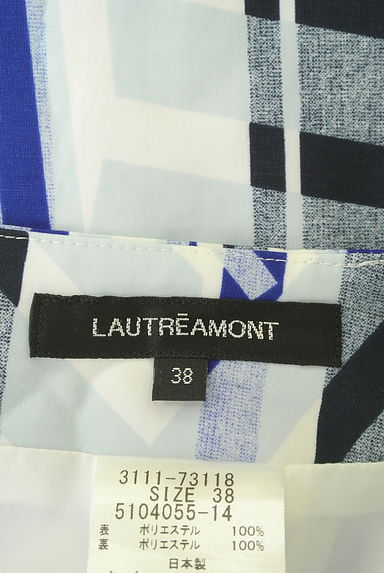 LAUTRĒAMONT
38
3111-73118
SIZE 38
5104055-14
表 ポリエステル 100%
裏 ポリエステル 100%
日本製